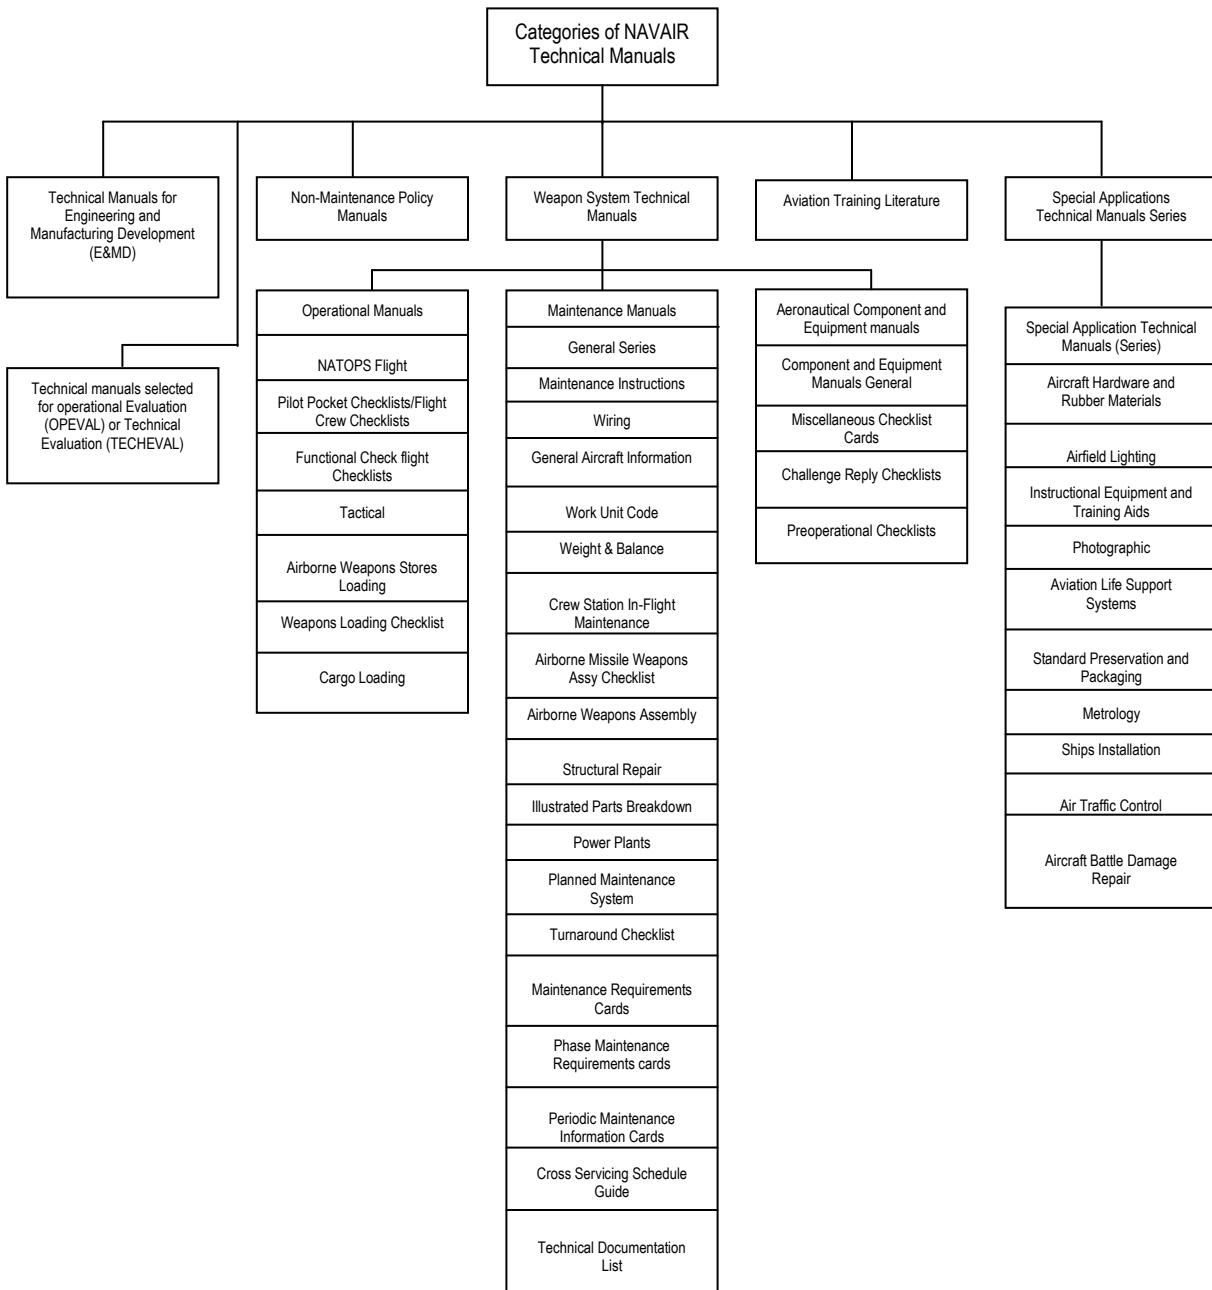 Categories of NAVAIR
Technical Manuals
Technical Manuals for
Engineering and
Manufacturing Development
(E&MD)
Technical manuals selected
for operational Evaluation
(OPEVAL) or Technical
Evaluation (TECHEVAL)
Non-Maintenance Policy
Manuals
Weapon System Technical
Manuals
Operational Manuals
NATOPS Flight
Pilot Pocket Checklists/Flight
Crew Checklists
Functional Check flight
Checklists
Tactical
Airborne Weapons Stores
Loading
Weapons Loading Checklist
Cargo Loading
Maintenance Manuals
General Series
Maintenance Instructions
Wiring
General Aircraft Information
Work Unit Code
Weight & Balance
Crew Station In-Flight
Maintenance
Airborne Missile Weapons
Assy Checklist
Airborne Weapons Assembly
Structural Repair
Illustrated Parts Breakdown
Power Plants
Planned Maintenance
System
Turnaround Checklist
Maintenance Requirements
Cards
Phase Maintenance
Requirements cards
Periodic Maintenance
Information Cards
Cross Servicing Schedule
Guide
Technical Documentation
List
Aeronautical Component and
Equipment manuals
Component and Equipment
Manuals General
Miscellaneous Checklist
Cards
Challenge Reply Checklists
Preoperational Checklists
Aviation Training Literature
Special Applications
Technical Manuals Series
Special Application Technical
Manuals (Series)
Aircraft Hardware and
Rubber Materials
Airfield Lighting
Instructional Equipment and
Training Aids
Photographic
Aviation Life Support
Systems
Standard Preservation and
Packaging
Metrology
Ships Installation
Air Traffic Control
Aircraft Battle Damage
Repair